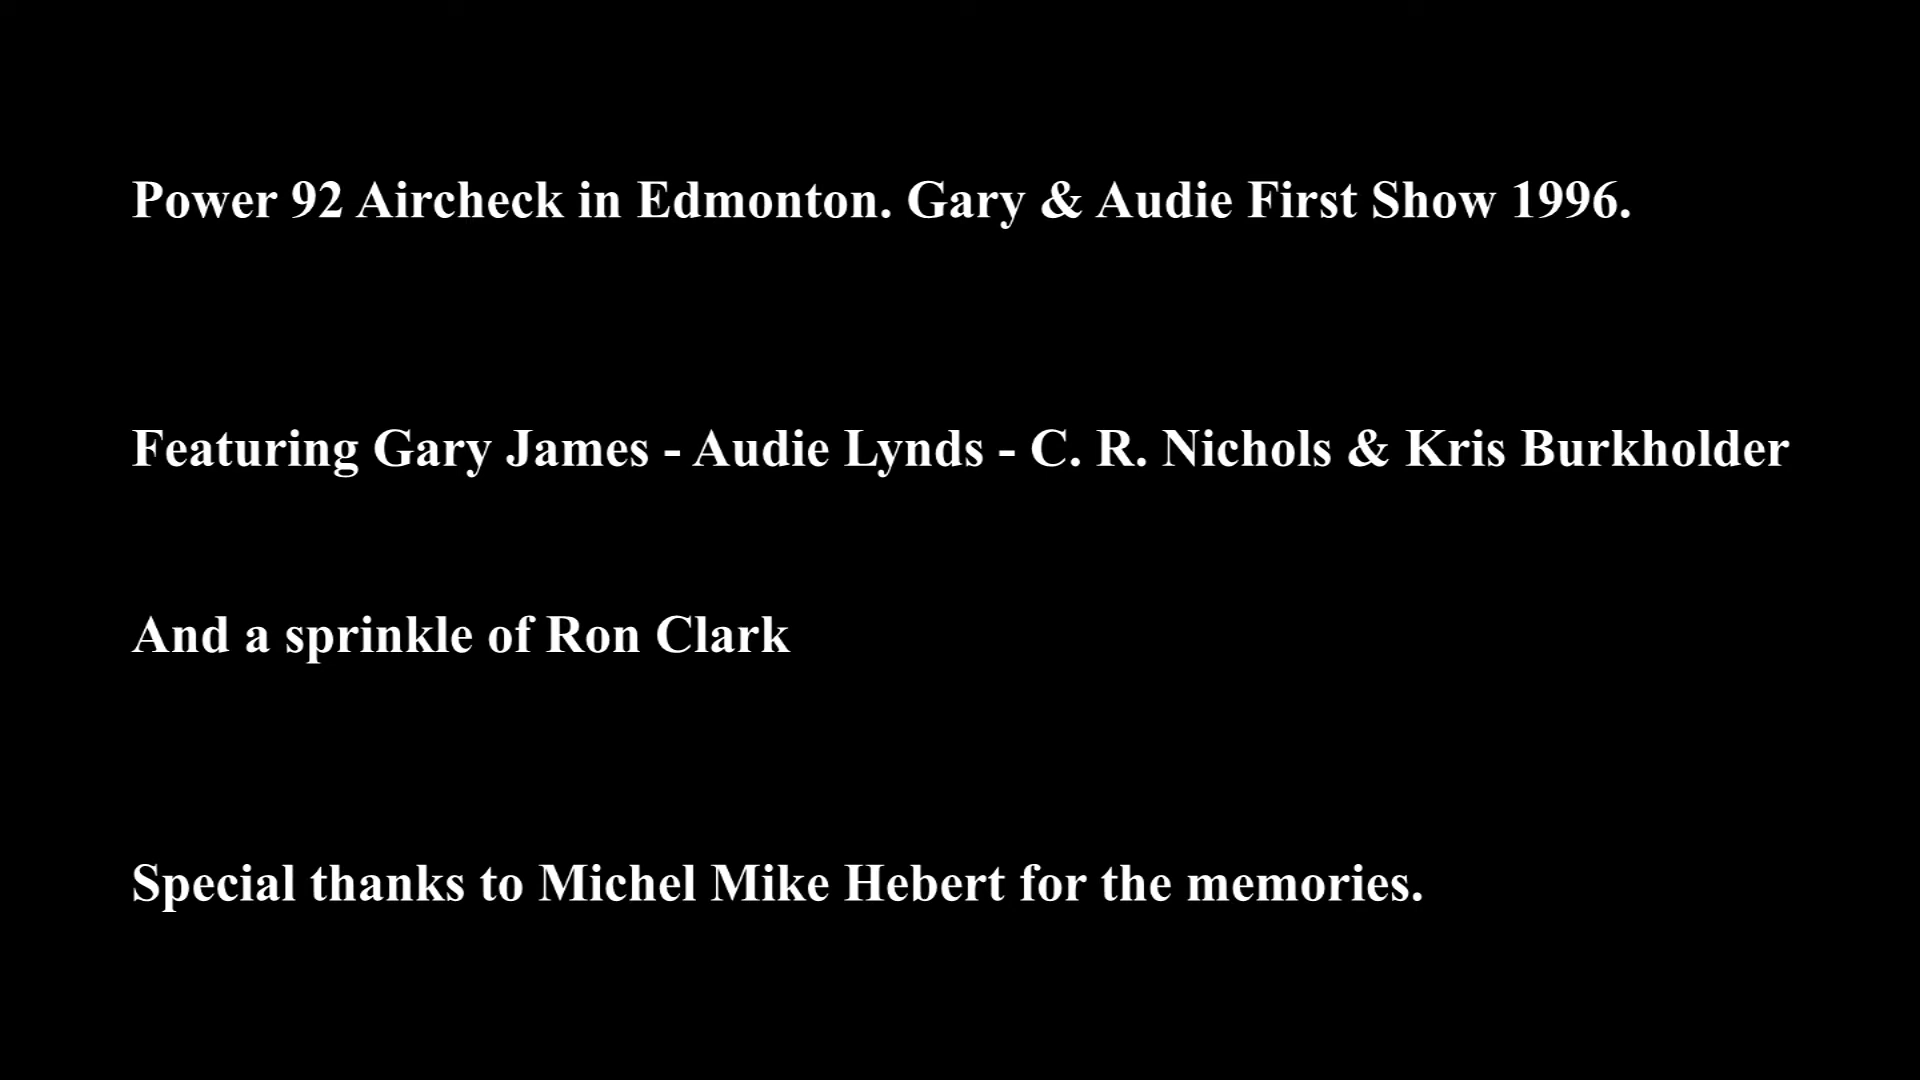 Power 92 Aircheck in Edmonton. Gary & Audie First Show 1996.
Featuring Gary James - Audie Lynds - C. R. Nichols & Kris Burkholder
And a sprinkle of Ron Clark
Special thanks to Michel Mike Hebert for the memories.